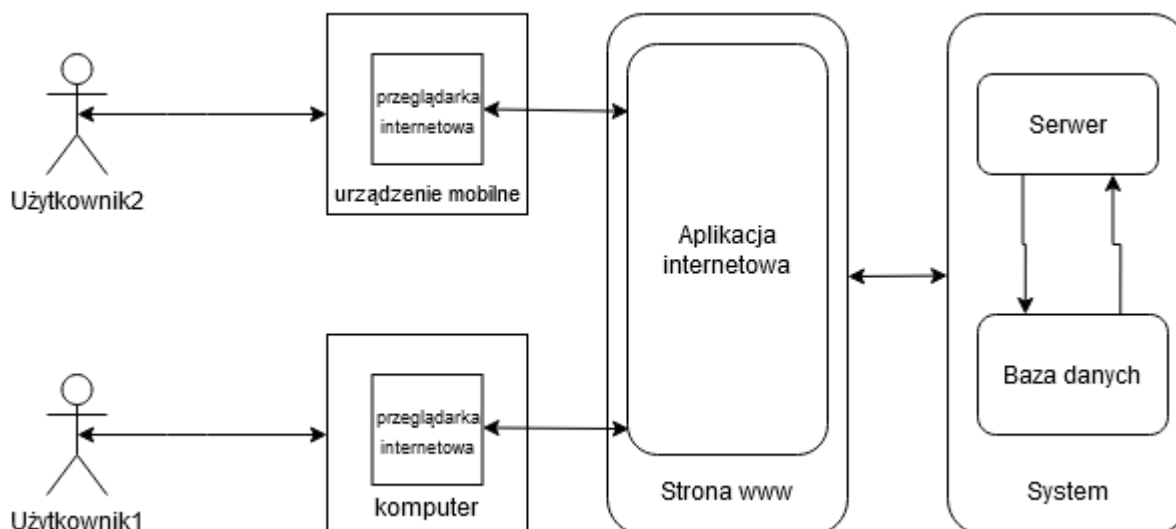 przeglądarka
internetowa
urządzenie mobilne
Użytkownik2
Aplikacja
internetowa
Serwer
Baza danych
przeglądarka
internetowa
komputer
Użytkownik1
Strona www
System